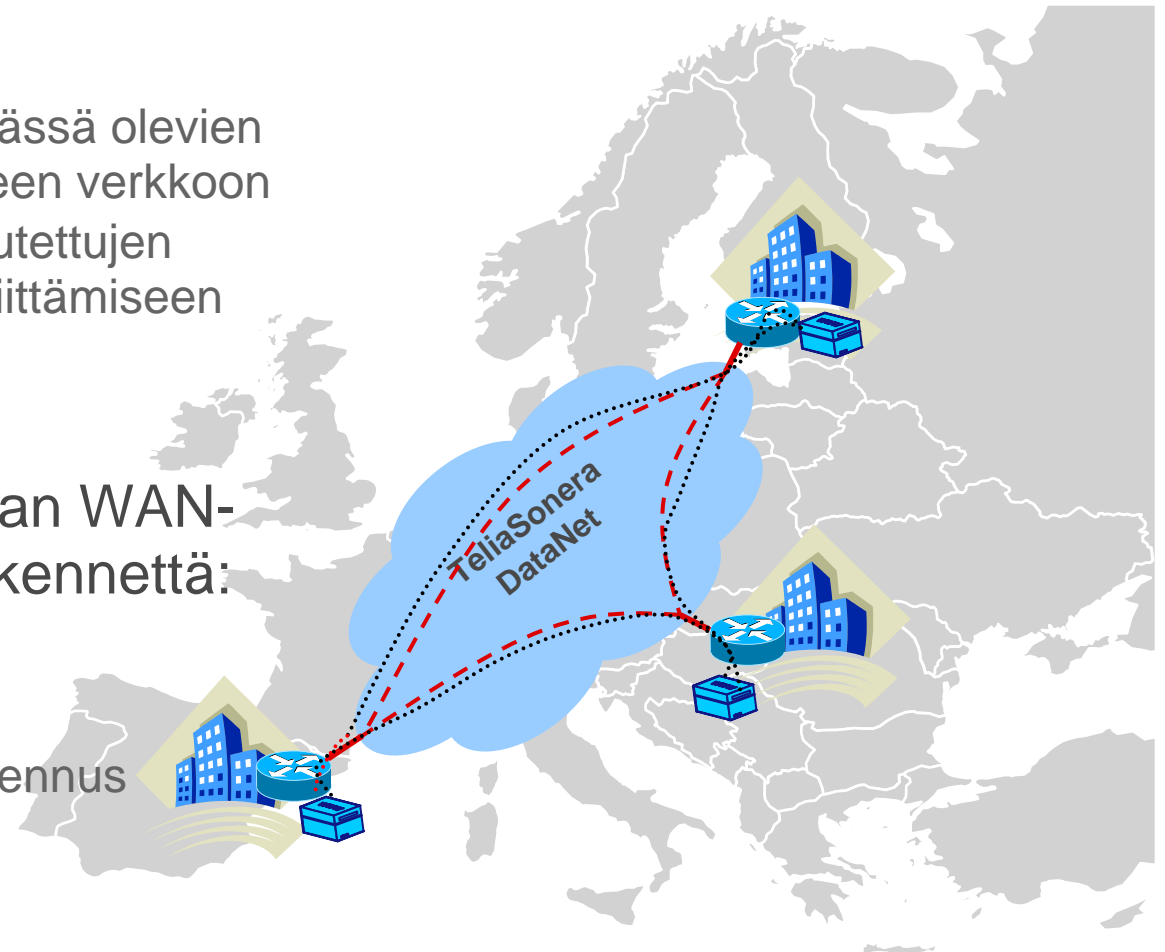 ässä olevien
een verkkoon
utettujen
iittämiseen
an WAN-
kennettä:
ennus
TeliaSonera
DataNet